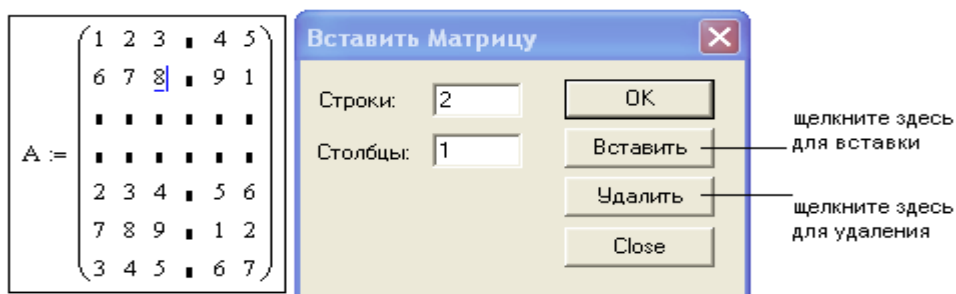 A :=
1 2 3 ▪ 4 5
6 7 8 ▪ 9 1
▪ ▪ ▪ ▪ ▪ ▪
▪ ▪ ▪ ▪ ▪ ▪
2 3 4 ▪ 5 6
7 8 9 ▪ 1 2
3 4 5 ▪ 6 7
Вставить Матрицу
Строки: 2
Столбцы: 1
OK
Вставить
Удалить
Close
щелкните здесь
для вставки
щелкните здесь
для удаления